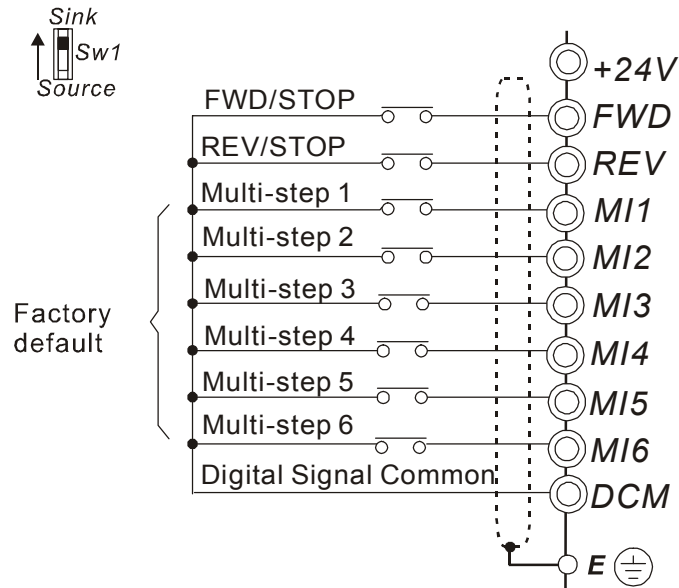 Sink
Sw1
Source
+24V
FWD/STOP
FWD
REV/STOP
REV
Multi-step 1
MI1
Multi-step 2
MI2
Multi-step 3
MI3
Factory
default
Multi-step 4
MI4
Multi-step 5
MI5
Multi-step 6
MI6
Digital Signal Common
DCM
E